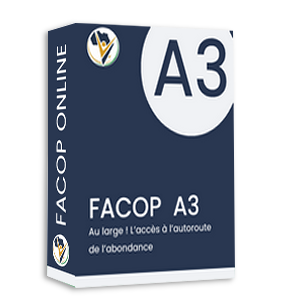 A3
FACOP A3
Au large ! L'accès à l'autoroute
de l'abondance
FACOP ONLINE